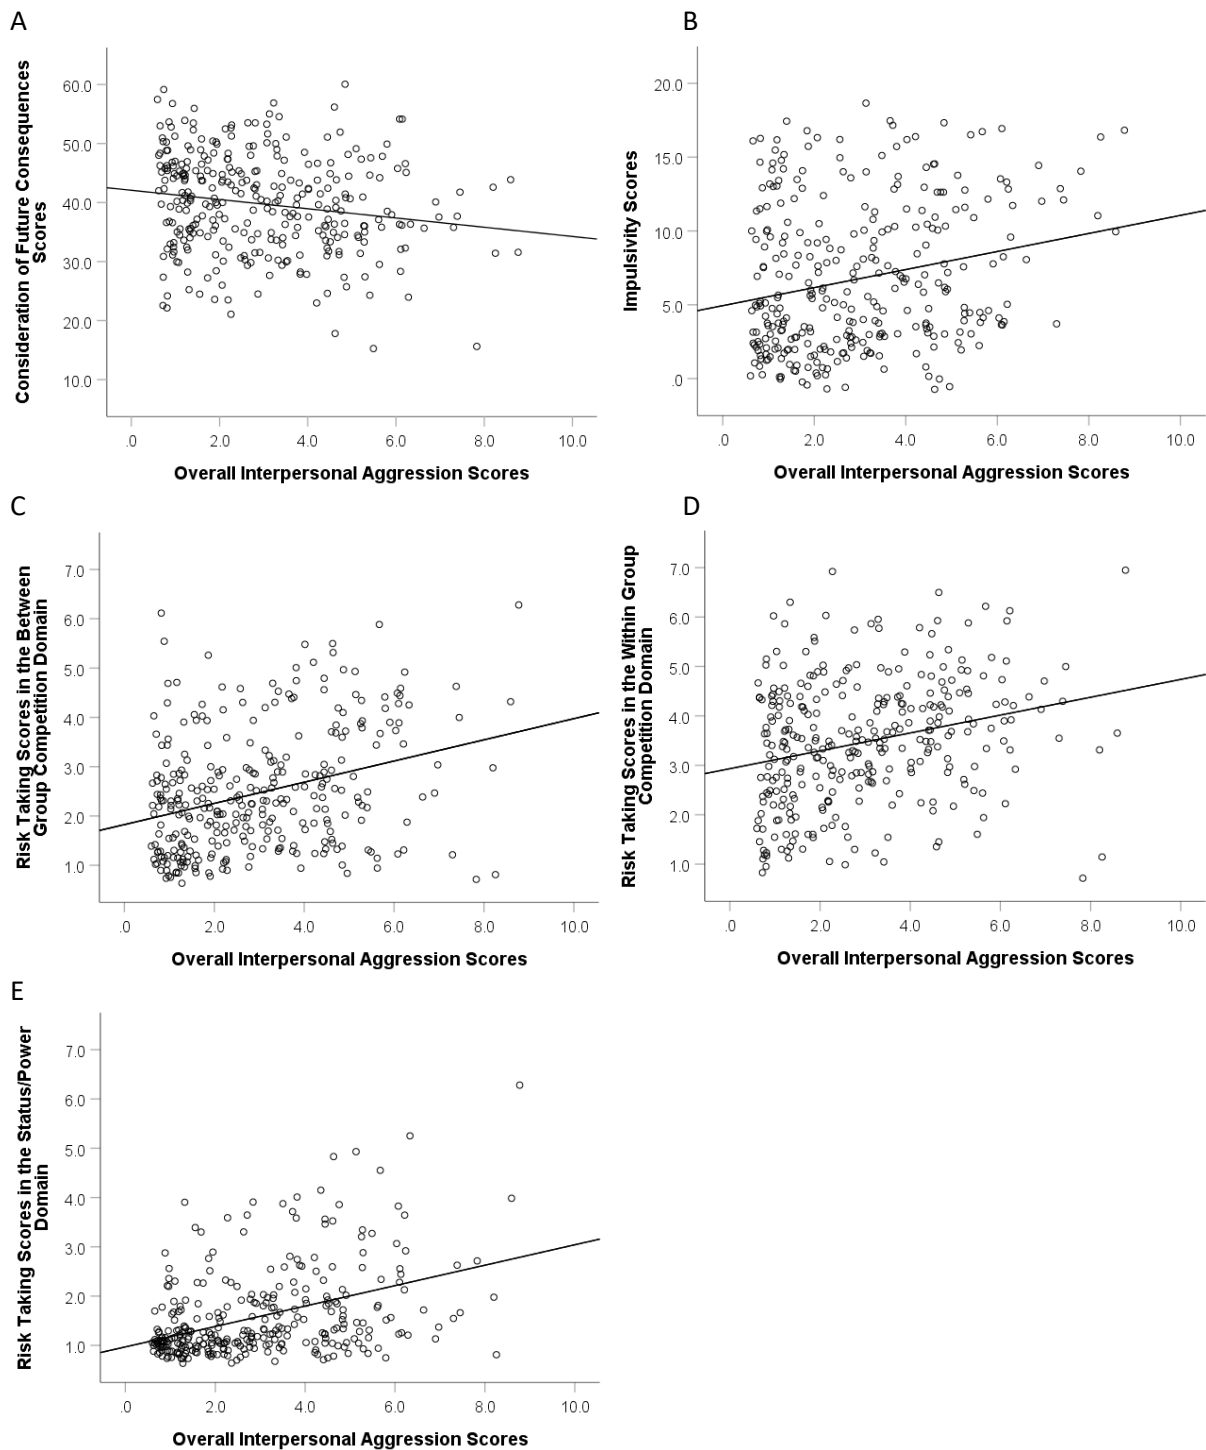 A
Consideration of Future Consequences
Scores
60.0
50.0
40.0
30.0
20.0
10.0
.0 2.0 4.0 6.0 8.0 10.0
Overall Interpersonal Aggression Scores
B
Impulsivity Scores
20.0
15.0
10.0
5.0
.0
.0 2.0 4.0 6.0 8.0 10.0
Overall Interpersonal Aggression Scores
C
Risk Taking Scores in the Between
Group Competition Domain
7.0
6.0
5.0
4.0
3.0
2.0
1.0
.0 2.0 4.0 6.0 8.0 10.0
Overall Interpersonal Aggression Scores
D
Risk Taking Scores in the Within Group
Competition Domain
7.0
6.0
5.0
4.0
3.0
2.0
1.0
.0 2.0 4.0 6.0 8.0 10.0
Overall Interpersonal Aggression Scores
E
Risk Taking Scores in the Status/Power
Domain
7.0
6.0
5.0
4.0
3.0
2.0
1.0
.0 2.0 4.0 6.0 8.0 10.0
Overall Interpersonal Aggression Scores